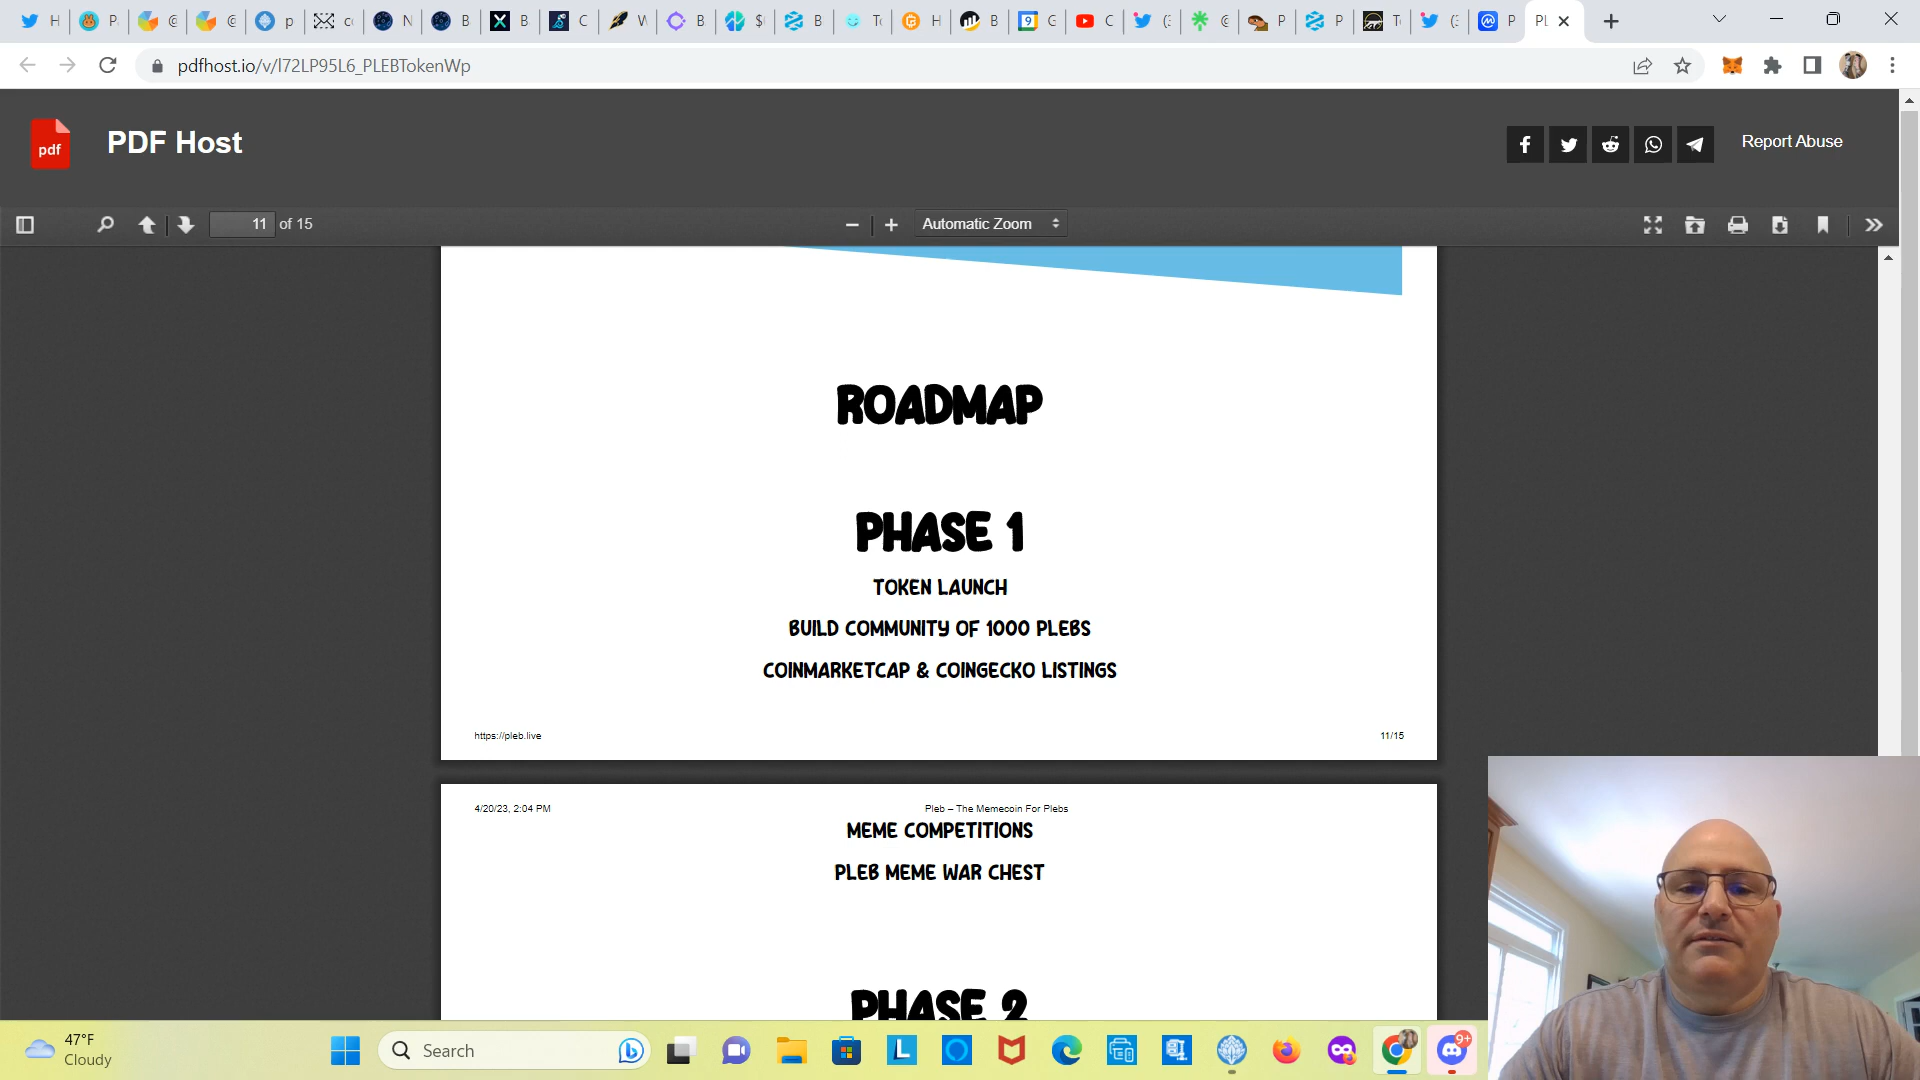 pdfhost.io/v/l72LP95L6_PLEBTokenWp
pdf
PDF Host
Report Abuse
11 of 15
Automatic Zoom
ROADMAP
PHASE 1
TOKEN LAUNCH
BUILD COMMUNITY OF 1000 PLEBS
COINMARKETCAP & COINGECKO LISTINGS
https://pleb.live
11/15
4/20/23, 2:04 PM
Pleb – The Memecoin For Plebs
MEME COMPETITIONS
PLEB MEME WAR CHEST
PHASE 2
47°F
Cloudy
Search
9+